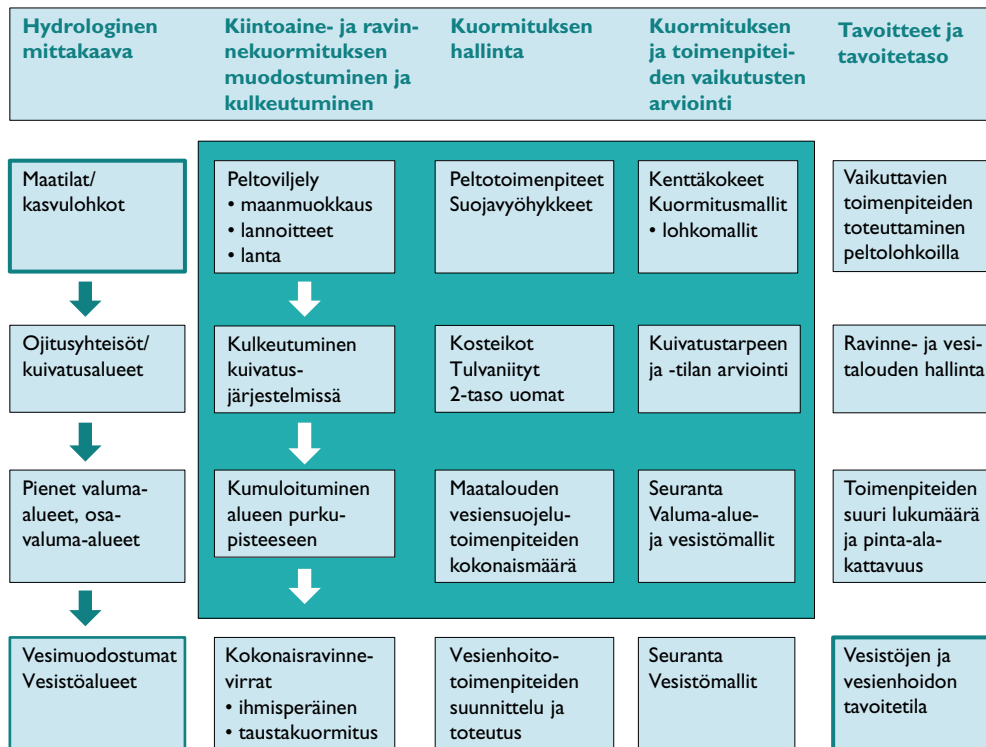 Hydrologinen
mittakaava
Kiintoaine- ja ravin-
nekuormituksen
muodostuminen ja
kulkeutuminen
Kuormituksen
hallinta
Kuormituksen
ja toimenpitei-
den vaikutusten
arviointi
Tavoitteet ja
tavoitetaso
Maatilat/
kasvulohkot
Peltoviljely
• maanmuokkaus
• lannoitteet
• lanta
Peltotoimenpiteet
Suojavyöhykkeet
Kenttäkokeet
Kuormitusmallit
• lohkomallit
Vaikuttavien
toimenpiteiden
toteuttaminen
peltolohkoilla
Ojitusyhteisöt/
kuivatusalueet
Kulkeutuminen
kuivatus-
järjestelmissä
Kosteikot
Tulvaniityt
2-taso uomat
Kuivatustarpeen
ja -tilan arviointi
Ravinne- ja vesi-
talouden hallinta
Pienet valuma-
alueet, osa-
valuma-alueet
Kumuloituminen
alueen purku-
pisteeseen
Maatalouden
vesiensuojelu-
toimenpiteiden
kokonaismäärä
Seuranta
Valuma-alue-
ja vesistömallit
Toimenpiteiden
suuri lukumäärä
ja pinta-ala-
kattavuus
Vesimuodostumat
Vesistöalueet
Kokonaisravinne-
virrat
• ihmisperäinen
• taustakuormitus
Vesienhoito-
toimenpiteiden
suunnittelu ja
toteutus
Seuranta
Vesistömallit
Vesistöjen ja
vesienhoidon
tavoitetila